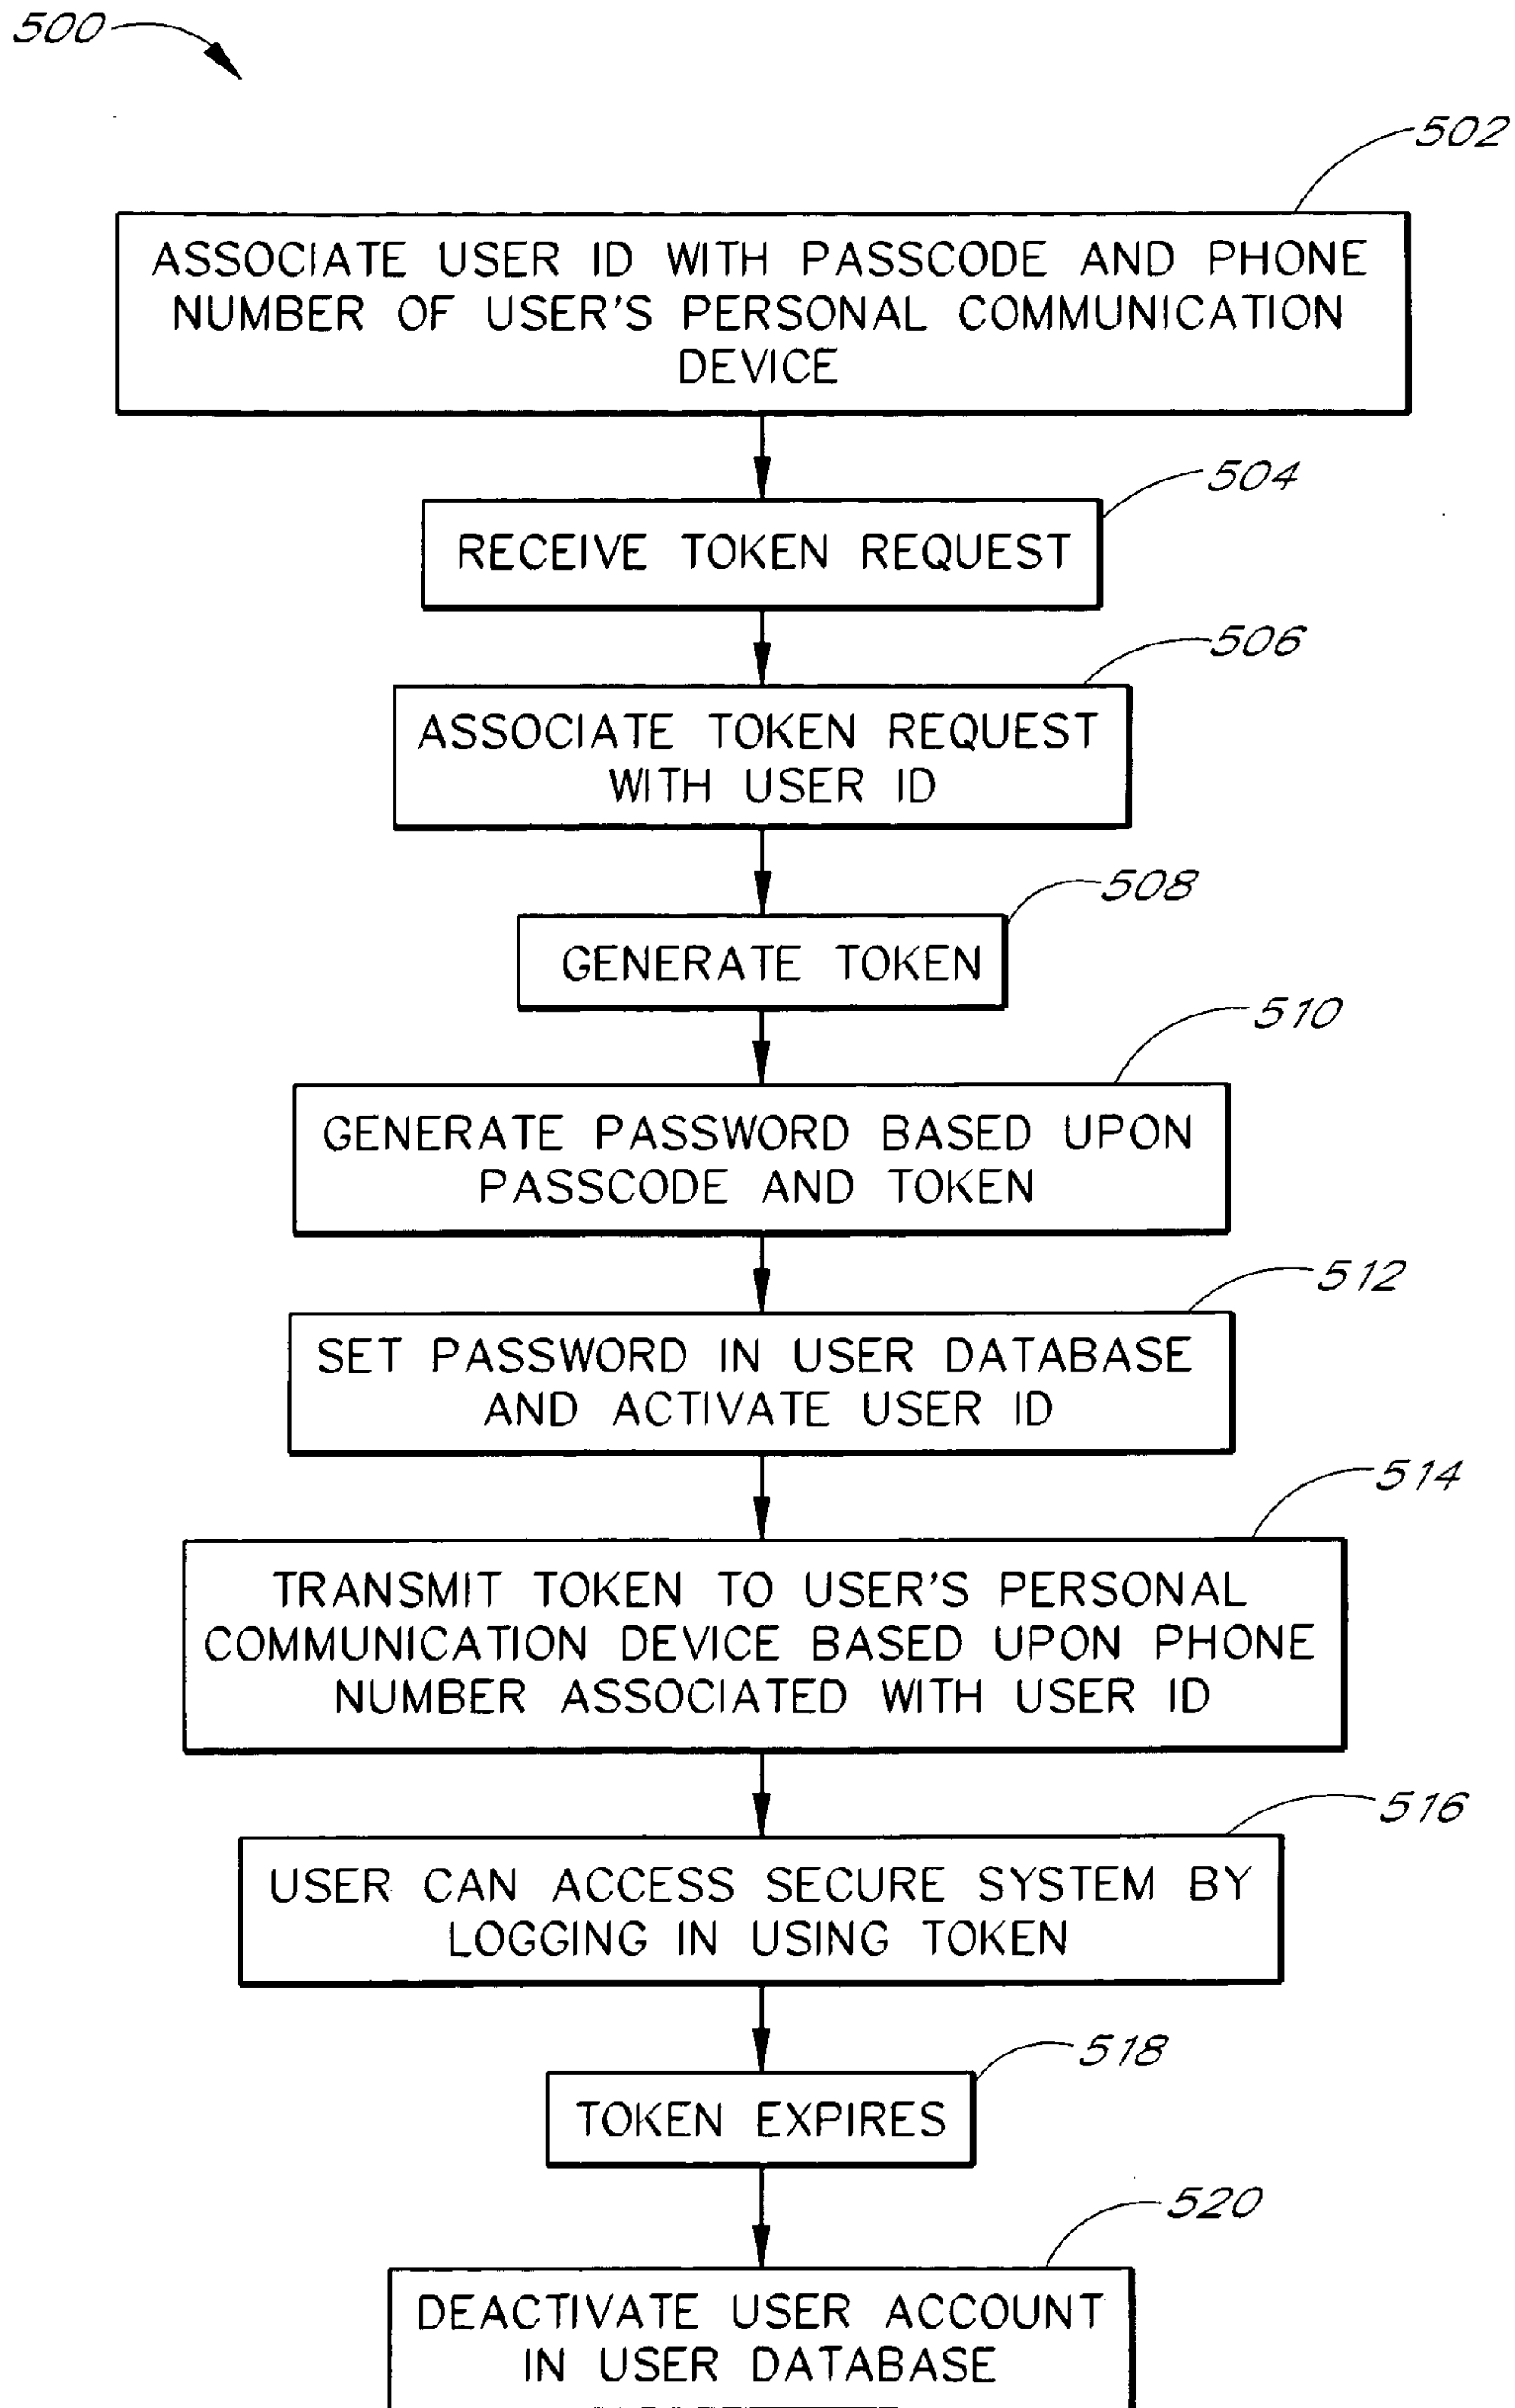 500
502
ASSOCIATE USER ID WITH PASSCODE AND PHONE
NUMBER OF USER'S PERSONAL COMMUNICATION
DEVICE
504
RECEIVE TOKEN REQUEST
506
ASSOCIATE TOKEN REQUEST
WITH USER ID
508
GENERATE TOKEN
510
GENERATE PASSWORD BASED UPON
PASSCODE AND TOKEN
512
SET PASSWORD IN USER DATABASE
AND ACTIVATE USER ID
514
TRANSMIT TOKEN TO USER'S PERSONAL
COMMUNICATION DEVICE BASED UPON PHONE
NUMBER ASSOCIATED WITH USER ID
516
USER CAN ACCESS SECURE SYSTEM BY
LOGGING IN USING TOKEN
518
TOKEN EXPIRES
520
DEACTIVATE USER ACCOUNT
IN USER DATABASE